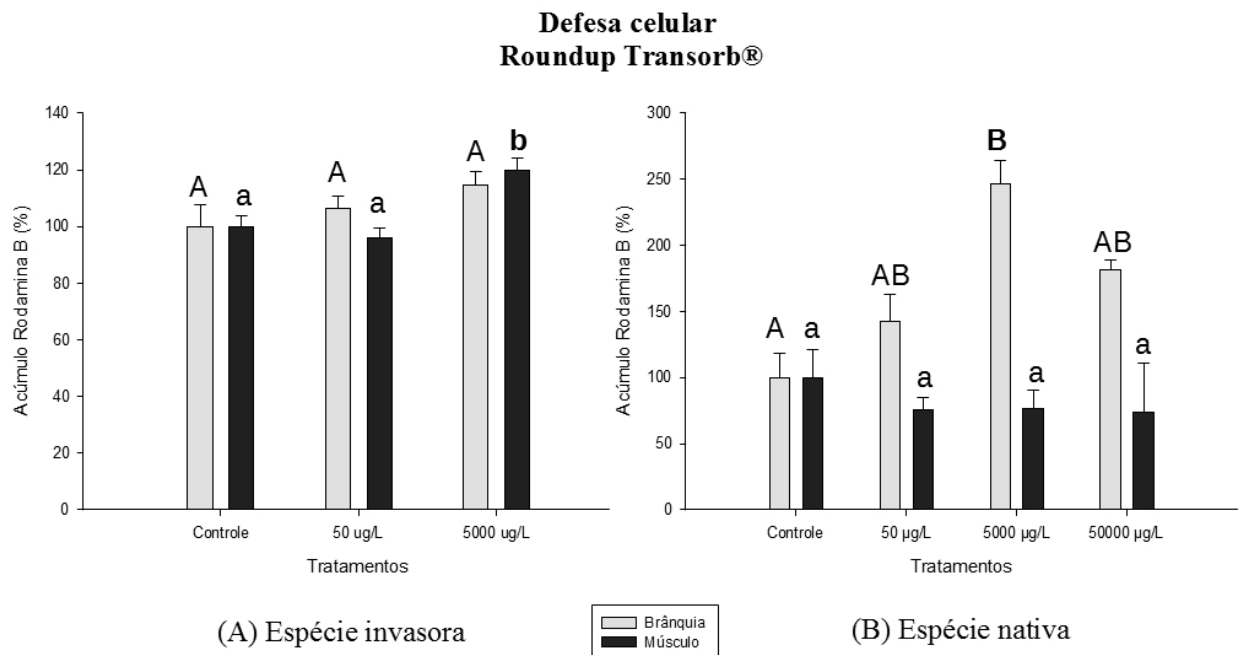 Defesa celular
Roundup Transorb®
Acúmulo Rodamina B (%)
140
120
100
80
60
40
20
0
A
a
A
a
A
b
Controle
50 ug/L
5000 ug/L
Tratamentos
(A) Espécie invasora
Acúmulo Rodamina B (%)
300
250
200
150
100
50
0
A
a
AB
a
B
a
AB
a
Controle
50 µg/L
5000 µg/L
50000 µg/L
Tratamentos
(B) Espécie nativa
Brânquia
Músculo